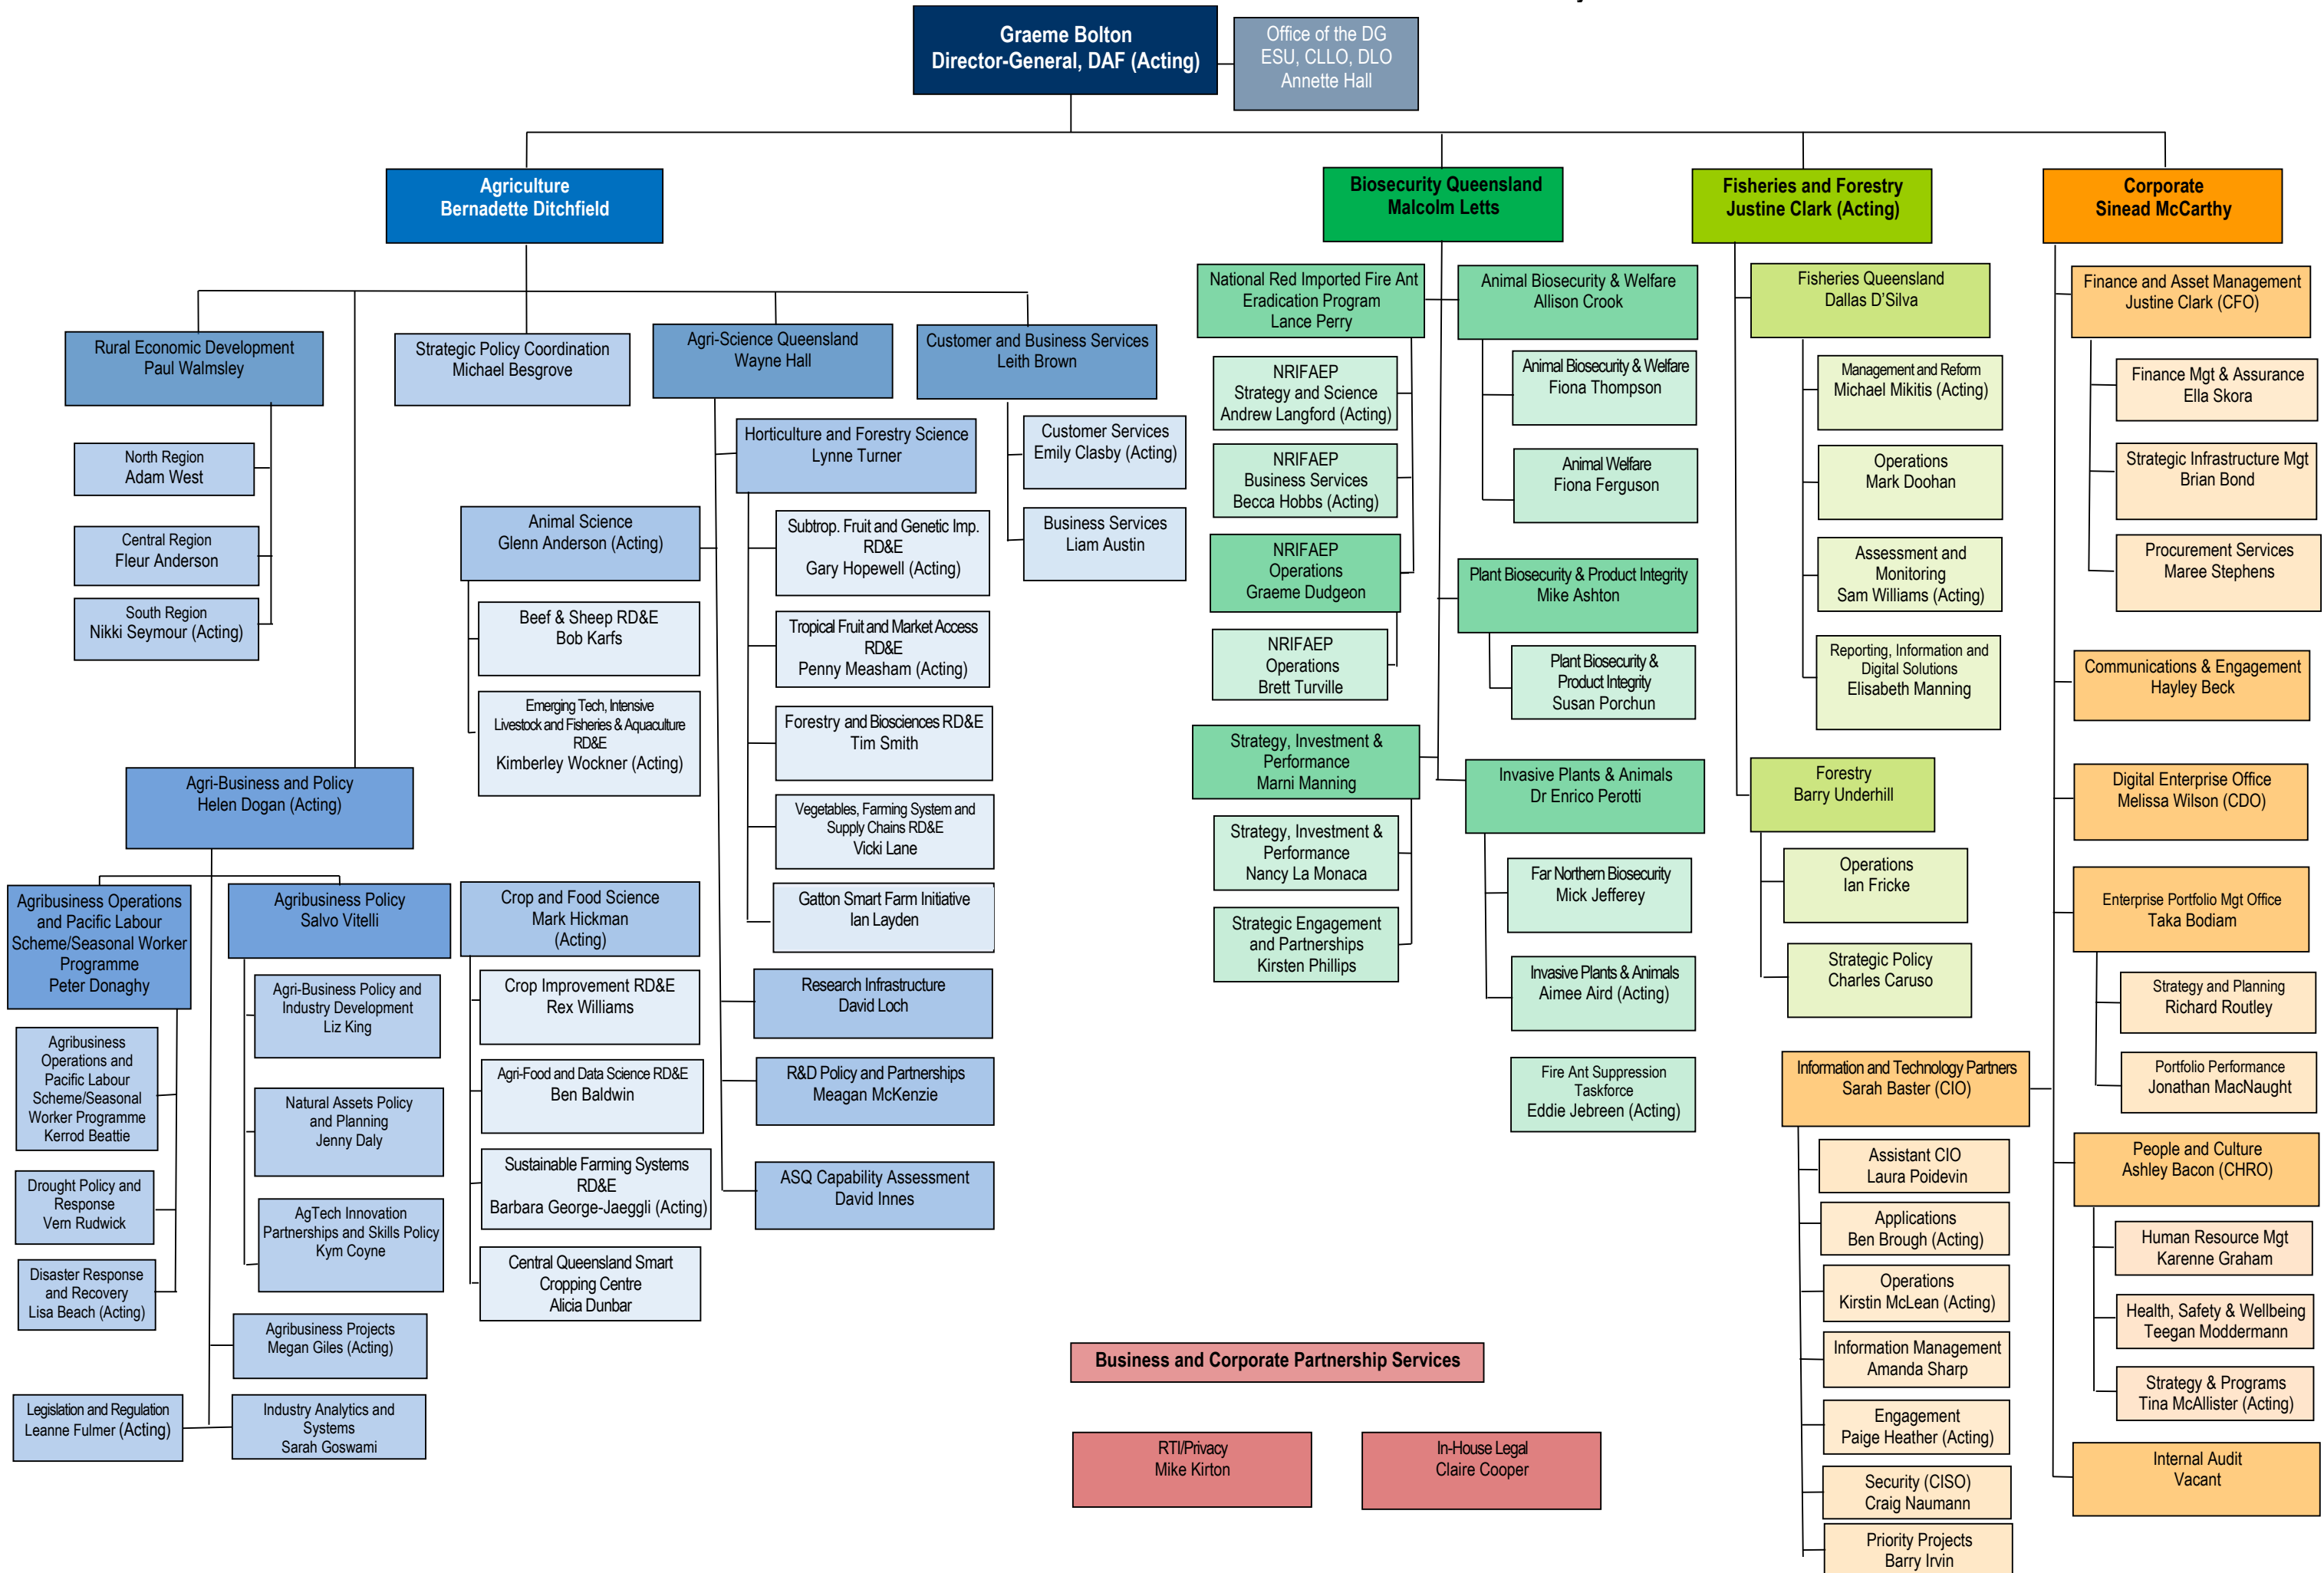 Graeme Bolton
Director-General, DAF (Acting)
Office of the DG
ESU, CLLO, DLO
Annette Hall
Agriculture
Bernadette Ditchfield
Biosecurity Queensland
Malcolm Letts
Fisheries and Forestry
Justine Clark (Acting)
Corporate
Sinead McCarthy
Rural Economic Development
Paul Walmsley
North Region
Adam West
Central Region
Fleur Anderson
South Region
Nikki Seymour (Acting)
Strategic Policy Coordination
Michael Besgrove
Agri-Science Queensland
Wayne Hall
Customer and Business Services
Leith Brown
Customer Services
Emily Clasby (Acting)
Business Services
Liam Austin
Horticulture and Forestry Science
Lynne Turner
Subtrop. Fruit and Genetic Imp.
RD&E
Gary Hopewell (Acting)
Tropical Fruit and Market Access
RD&E
Penny Measham (Acting)
Forestry and Biosciences RD&E
Tim Smith
Vegetables, Farming System and
Supply Chains RD&E
Vicki Lane
Gatton Smart Farm Initiative
Ian Layden
Animal Science
Glenn Anderson (Acting)
Beef & Sheep RD&E
Bob Karfs
Emerging Tech, Intensive
Livestock and Fisheries & Aquaculture
RD&E
Kimberley Wockner (Acting)
Crop and Food Science
Mark Hickman
(Acting)
Crop Improvement RD&E
Rex Williams
Agri-Food and Data Science RD&E
Ben Baldwin
Sustainable Farming Systems
RD&E
Barbara George-Jaeggli (Acting)
Central Queensland Smart
Cropping Centre
Alicia Dunbar
Research Infrastructure
David Loch
R&D Policy and Partnerships
Meagan McKenzie
ASQ Capability Assessment
David Innes
Agri-Business and Policy
Helen Dogan (Acting)
Agribusiness Operations
and Pacific Labour
Scheme/Seasonal Worker
Programme
Peter Donaghy
Agribusiness
Operations and
Pacific Labour
Scheme/Seasonal
Worker Programme
Kerrod Beattie
Drought Policy and
Response
Vern Rudwick
Disaster Response
and Recovery
Lisa Beach (Acting)
Agribusiness Policy
Salvo Vitelli
Agri-Business Policy and
Industry Development
Liz King
Natural Assets Policy
and Planning
Jenny Daly
AgTech Innovation
Partnerships and Skills Policy
Kym Coyne
Agribusiness Projects
Megan Giles (Acting)
Legislation and Regulation
Leanne Fulmer (Acting)
Industry Analytics and
Systems
Sarah Goswami
National Red Imported Fire Ant
Eradication Program
Lance Perry
NRIFAEP
Strategy and Science
Andrew Langford (Acting)
NRIFAEP
Business Services
Becca Hobbs (Acting)
NRIFAEP
Operations
Graeme Dudgeon
NRIFAEP
Operations
Brett Turville
Strategy, Investment &
Performance
Marni Manning
Strategy, Investment &
Performance
Nancy La Monaca
Strategic Engagement
and Partnerships
Kirsten Phillips
Animal Biosecurity & Welfare
Allison Crook
Animal Biosecurity & Welfare
Fiona Thompson
Animal Welfare
Fiona Ferguson
Plant Biosecurity & Product Integrity
Mike Ashton
Plant Biosecurity &
Product Integrity
Susan Porchun
Invasive Plants & Animals
Dr Enrico Perotti
Far Northern Biosecurity
Mick Jefferey
Invasive Plants & Animals
Aimee Aird (Acting)
Fire Ant Suppression
Taskforce
Eddie Jebreen (Acting)
Fisheries Queensland
Dallas D'Silva
Management and Reform
Michael Mikitis (Acting)
Operations
Mark Doohan
Assessment and
Monitoring
Sam Williams (Acting)
Reporting, Information and
Digital Solutions
Elisabeth Manning
Forestry
Barry Underhill
Operations
Ian Fricke
Strategic Policy
Charles Caruso
Finance and Asset Management
Justine Clark (CFO)
Finance Mgt & Assurance
Ella Skora
Strategic Infrastructure Mgt
Brian Bond
Procurement Services
Maree Stephens
Communications & Engagement
Hayley Beck
Digital Enterprise Office
Melissa Wilson (CDO)
Enterprise Portfolio Mgt Office
Taka Bodiam
Strategy and Planning
Richard Routley
Portfolio Performance
Jonathan MacNaught
Information and Technology Partners
Sarah Baster (CIO)
Assistant CIO
Laura Poidevin
Applications
Ben Brough (Acting)
Operations
Kirstin McLean (Acting)
Information Management
Amanda Sharp
Engagement
Paige Heather (Acting)
Security (CISO)
Craig Naumann
Priority Projects
Barry Irvin
People and Culture
Ashley Bacon (CHRO)
Human Resource Mgt
Karenne Graham
Health, Safety & Wellbeing
Teegan Moddermann
Strategy & Programs
Tina McAllister (Acting)
Internal Audit
Vacant
Business and Corporate Partnership Services
RTI/Privacy
Mike Kirton
In-House Legal
Claire Cooper